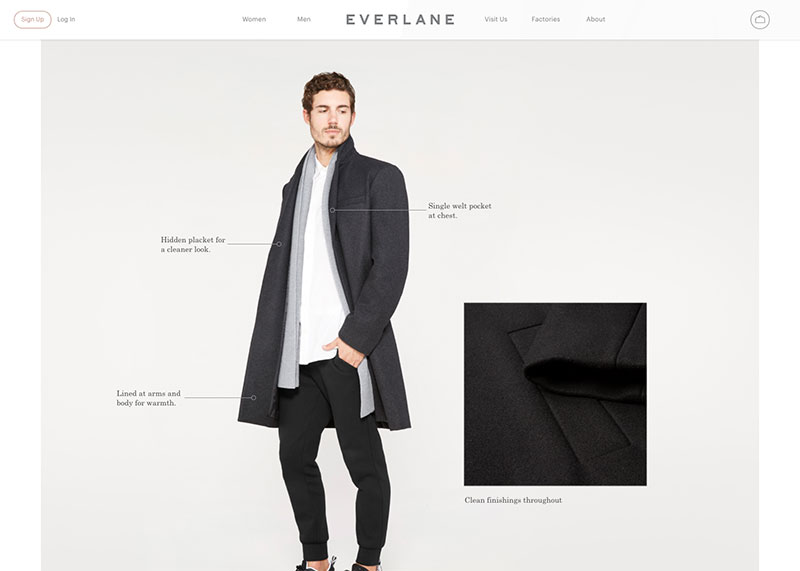 Sign Up Log In Women Men EVERLANE Visit Us Factories About
Single welt pocket
at chest.
Hidden placket for
a cleaner look.
Lined at arms and
body for warmth.
Clean finishings throughout